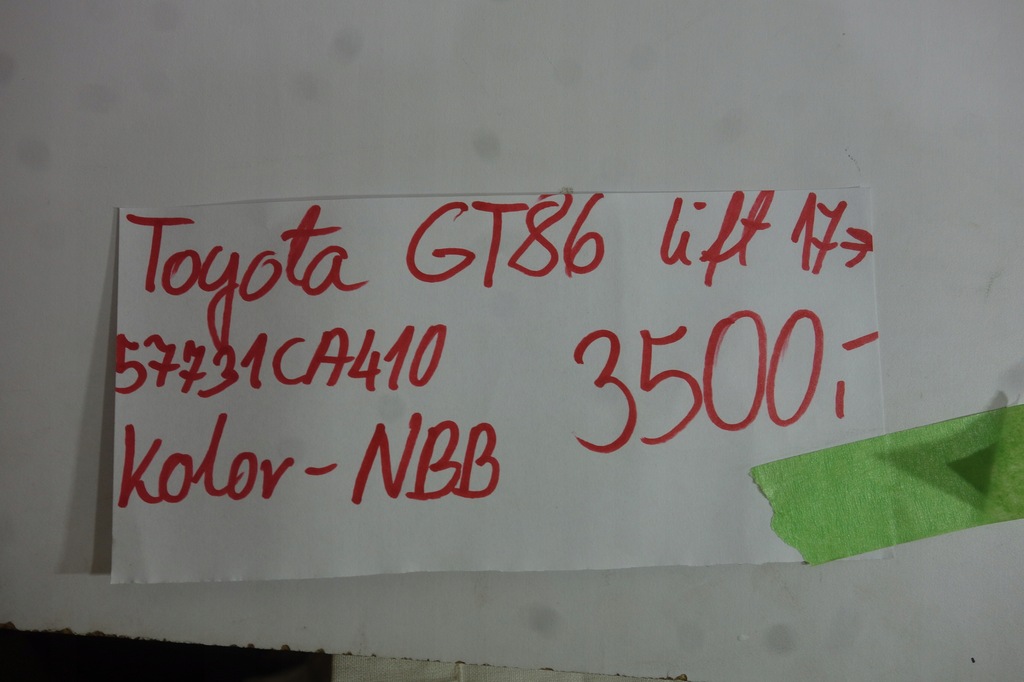 Toyota GT86 lift 17→
57731CA410 3500,-
Kolor - NBB